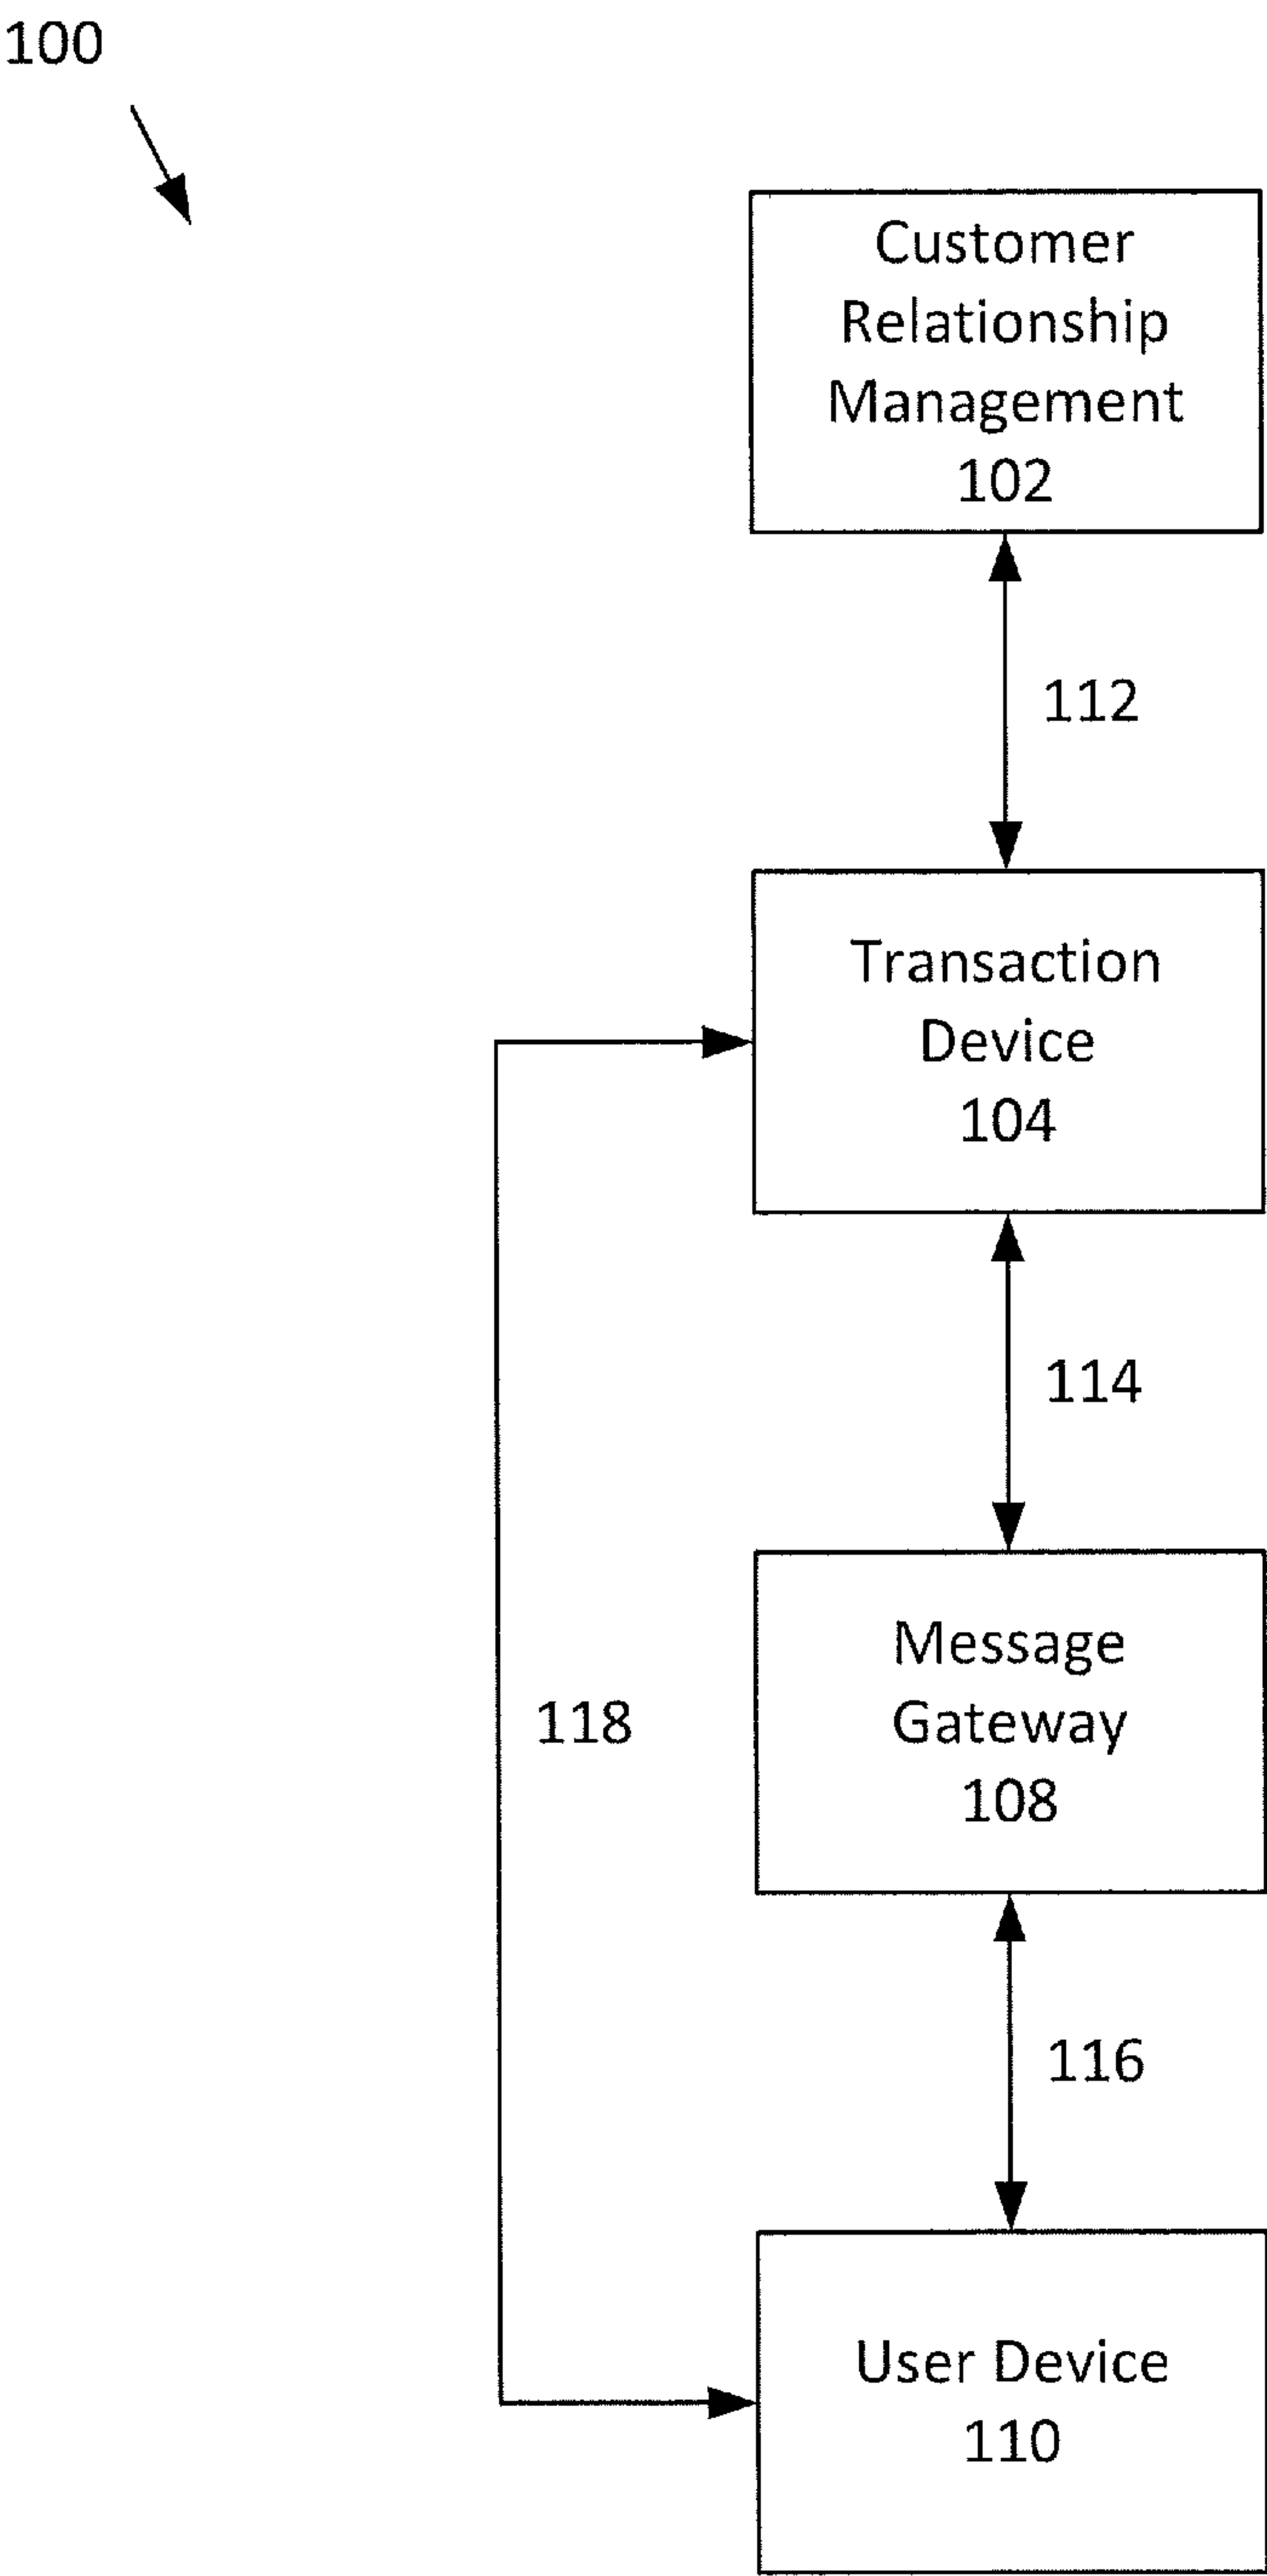 100
Customer
Relationship
Management
102
112
Transaction
Device
104
114
Message
Gateway
108
118
116
User Device
110